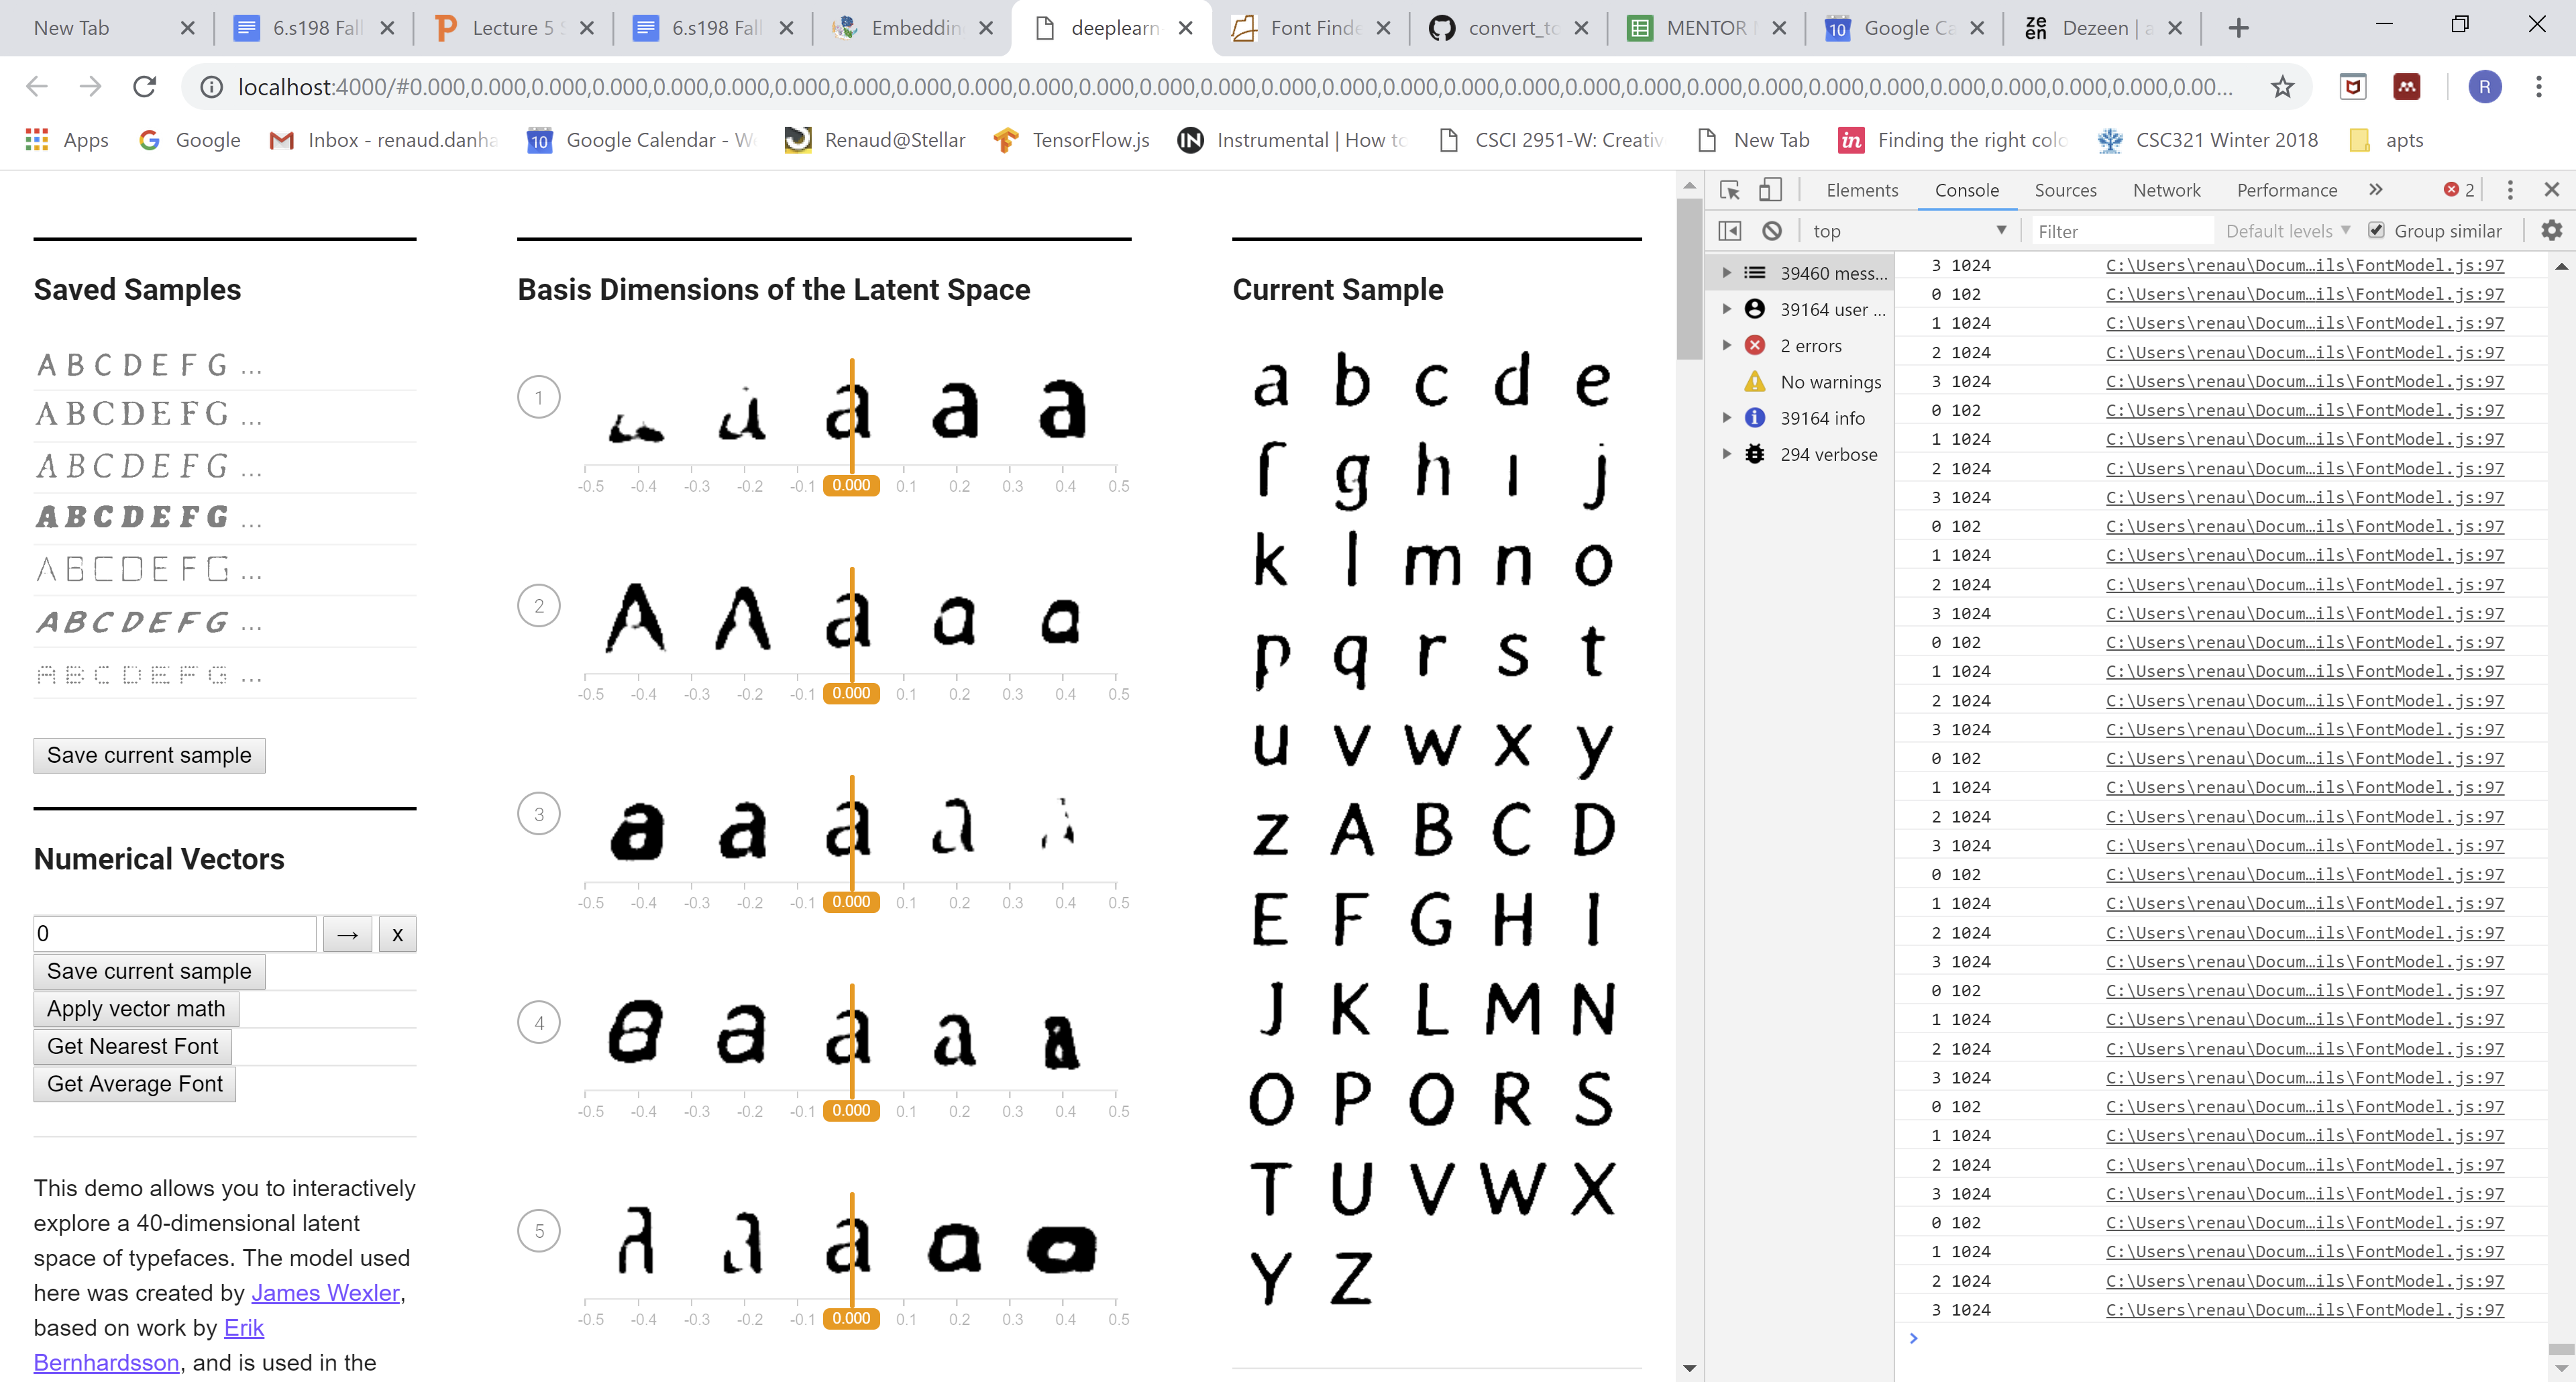 New Tab
6.s198 Fall
Lecture 5 S
6.s198 Fall
Embeddin
deeplearn
Font Finde
convert_to
MENTOR
Google Ca
zeen Dezeen | a
localhost:4000/#0.000,0.000,0.000,0.000,0.000,0.000,0.000,0.000,0.000,0.000,0.000,0.000,0.000,0.000,0.000,0.000,0.000,0.000,0.000,0.000,0.000,0.000,0.000,0.000,0.000,0.000,0.000,0.000,0.000,0.000,0.000,0.00...
R
Apps
Google
Inbox - renaud.danha
Google Calendar - We
Renaud@Stellar
TensorFlow.js
Instrumental | How to
CSCI 2951-W: Creativ
New Tab
Finding the right colo
CSC321 Winter 2018
apts
Saved Samples
A B C D E F G ...
A B C D E F G ...
A B C D E F G ...
A B C D E F G ...
A B C D E F G ...
A B C D E F G ...
A B C D E F G ...
Save current sample
Numerical Vectors
0 → x
Save current sample
Apply vector math
Get Nearest Font
Get Average Font
This demo allows you to interactively
explore a 40-dimensional latent
space of typefaces. The model used
here was created by James Wexler,
based on work by Erik
Bernhardsson, and is used in the
Basis Dimensions of the Latent Space
1
a a a
-0.5 -0.4 -0.3 -0.2 -0.1 0.000 0.1 0.2 0.3 0.4 0.5
2
A a a a
-0.5 -0.4 -0.3 -0.2 -0.1 0.000 0.1 0.2 0.3 0.4 0.5
3
a a a a
-0.5 -0.4 -0.3 -0.2 -0.1 0.000 0.1 0.2 0.3 0.4 0.5
4
a a a a a
-0.5 -0.4 -0.3 -0.2 -0.1 0.000 0.1 0.2 0.3 0.4 0.5
5
a a
-0.5 -0.4 -0.3 -0.2 -0.1 0.000 0.1 0.2 0.3 0.4 0.5
Current Sample
a b c d e
f g h i j
k l m n o
p q r s t
u v w x y
z A B C D
E F G H I
J K L M N
O P O R S
T U V W X
Y Z
Elements Console Sources Network Performance » 2
top Filter Default levels Group similar
39460 mess...
39164 user ...
2 errors
No warnings
39164 info
294 verbose
3 1024 C:\Users\renau\Docum...ils\FontModel.js:97
0 102 C:\Users\renau\Docum...ils\FontModel.js:97
1 1024 C:\Users\renau\Docum...ils\FontModel.js:97
2 1024 C:\Users\renau\Docum...ils\FontModel.js:97
3 1024 C:\Users\renau\Docum...ils\FontModel.js:97
0 102 C:\Users\renau\Docum...ils\FontModel.js:97
1 1024 C:\Users\renau\Docum...ils\FontModel.js:97
2 1024 C:\Users\renau\Docum...ils\FontModel.js:97
3 1024 C:\Users\renau\Docum...ils\FontModel.js:97
0 102 C:\Users\renau\Docum...ils\FontModel.js:97
1 1024 C:\Users\renau\Docum...ils\FontModel.js:97
2 1024 C:\Users\renau\Docum...ils\FontModel.js:97
3 1024 C:\Users\renau\Docum...ils\FontModel.js:97
0 102 C:\Users\renau\Docum...ils\FontModel.js:97
1 1024 C:\Users\renau\Docum...ils\FontModel.js:97
2 1024 C:\Users\renau\Docum...ils\FontModel.js:97
3 1024 C:\Users\renau\Docum...ils\FontModel.js:97
0 102 C:\Users\renau\Docum...ils\FontModel.js:97
1 1024 C:\Users\renau\Docum...ils\FontModel.js:97
2 1024 C:\Users\renau\Docum...ils\FontModel.js:97
3 1024 C:\Users\renau\Docum...ils\FontModel.js:97
0 102 C:\Users\renau\Docum...ils\FontModel.js:97
1 1024 C:\Users\renau\Docum...ils\FontModel.js:97
2 1024 C:\Users\renau\Docum...ils\FontModel.js:97
3 1024 C:\Users\renau\Docum...ils\FontModel.js:97
0 102 C:\Users\renau\Docum...ils\FontModel.js:97
1 1024 C:\Users\renau\Docum...ils\FontModel.js:97
2 1024 C:\Users\renau\Docum...ils\FontModel.js:97
3 1024 C:\Users\renau\Docum...ils\FontModel.js:97
0 102 C:\Users\renau\Docum...ils\FontModel.js:97
1 1024 C:\Users\renau\Docum...ils\FontModel.js:97
2 1024 C:\Users\renau\Docum...ils\FontModel.js:97
3 1024 C:\Users\renau\Docum...ils\FontModel.js:97
0 102 C:\Users\renau\Docum...ils\FontModel.js:97
1 1024 C:\Users\renau\Docum...ils\FontModel.js:97
2 1024 C:\Users\renau\Docum...ils\FontModel.js:97
3 1024 C:\Users\renau\Docum...ils\FontModel.js:97